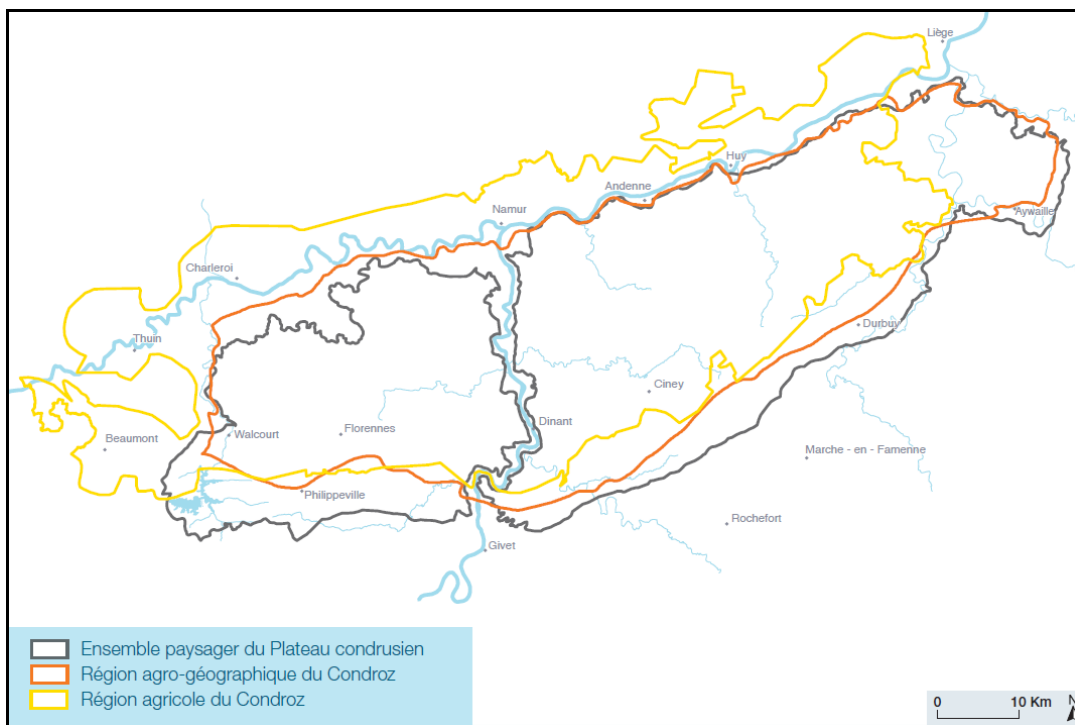 Liège
Huy
Andenne
Namur
Aywaille
Charleroi
Durbuy
Thuin
Ciney
Dinant
Beaumont
Walcourt
Florennes
Marche - en - Famenne
Philippeville
Rochefort
Givet
Ensemble paysager du Plateau condrusien
Région agro-géographique du Condroz
Région agricole du Condroz
0 10 Km N